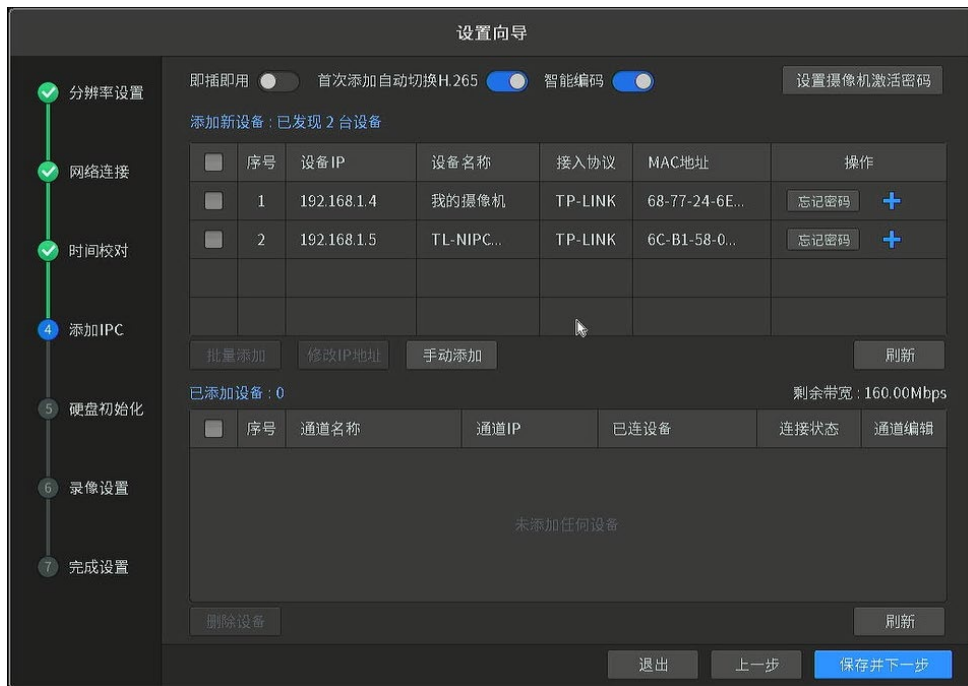 设置向导
分辨率设置
网络连接
时间校对
4 添加IPC
5 硬盘初始化
6 录像设置
7 完成设置
即插即用 首次添加自动切换H.265 智能编码 设置摄像机激活密码
添加新设备 : 已发现 2 台设备
序号 设备IP 设备名称 接入协议 MAC地址 操作
1 192.168.1.4 我的摄像机 TP-LINK 68-77-24-6E... 忘记密码
2 192.168.1.5 TL-NIPC... TP-LINK 6C-B1-58-0... 忘记密码
批量添加 修改IP地址 手动添加 刷新
已添加设备 : 0 剩余带宽 : 160.00Mbps
序号 通道名称 通道IP 已连设备 连接状态 通道编辑
未添加任何设备
删除设备 刷新
退出 上一步 保存并下一步